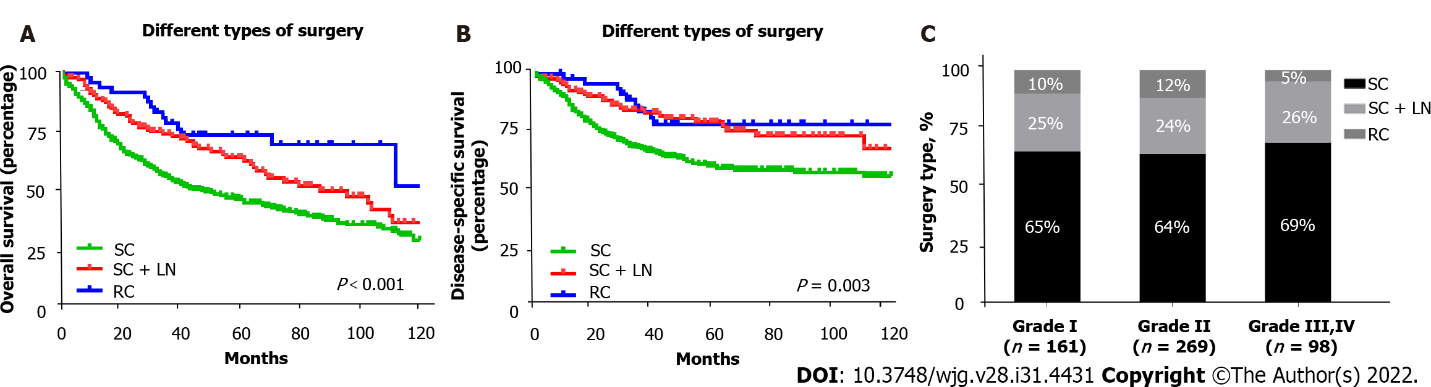 A
Different types of surgery
Overall survival (percentage)
100
75
50
25
0
SC
SC + LN
RC
P < 0.001
0 20 40 60 80 100 120
Months
B
Different types of surgery
Disease-specific survival
(percentage)
100
75
50
25
0
SC
SC + LN
RC
P = 0.003
0 20 40 60 80 100 120
Months
C
Surgery type, %
100
75
50
25
0
10% 12% 5%
25% 24% 26%
65% 64% 69%
SC
SC + LN
RC
Grade I Grade II Grade III,IV
(n = 161) (n = 269) (n = 98)
DOI: 10.3748/wjg.v28.i31.4431 Copyright ©The Author(s) 2022.